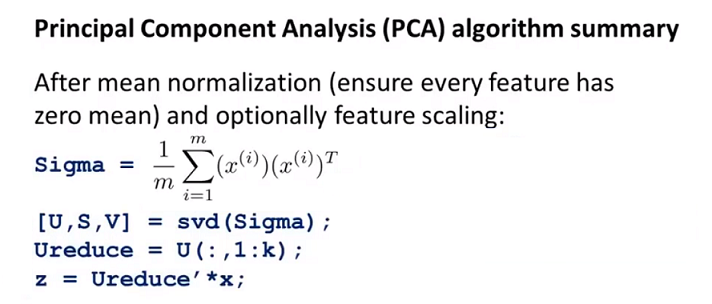 Principal Component Analysis (PCA) algorithm summary
After mean normalization (ensure every feature has
zero mean) and optionally feature scaling:
Sigma = \frac{1}{m} \sum_{i=1}^{m} (x^{(i)})(x^{(i)})^T
[U,S,V] = svd(Sigma);
Ureduce = U(:,1:k);
z = Ureduce'*x;